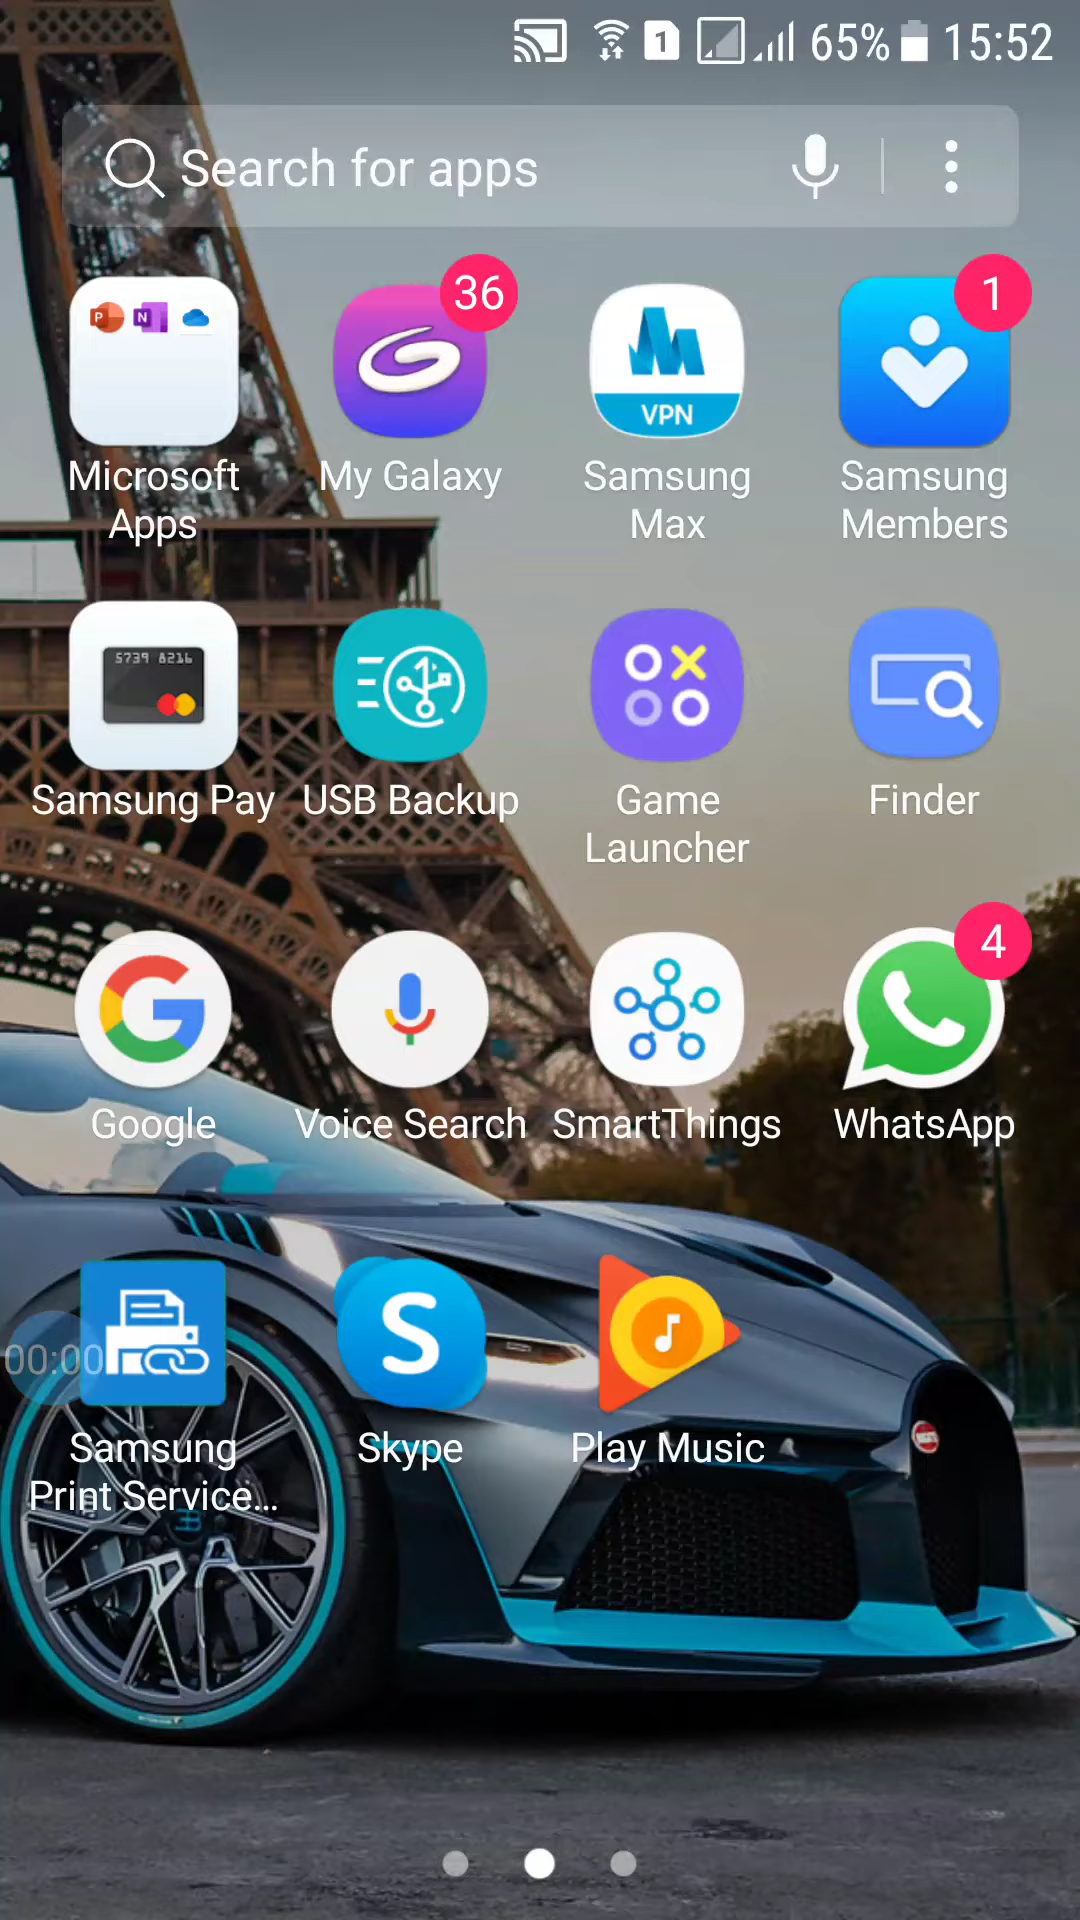 1 65% 15:52
Search for apps
36 1
P N
VPN
Microsoft Apps
My Galaxy
Samsung Max
Samsung Members
5739 8216
Samsung Pay
USB Backup
Game Launcher
Finder
4
Google
Voice Search
SmartThings
WhatsApp
00:00
S
Samsung Print Service...
Skype
Play Music